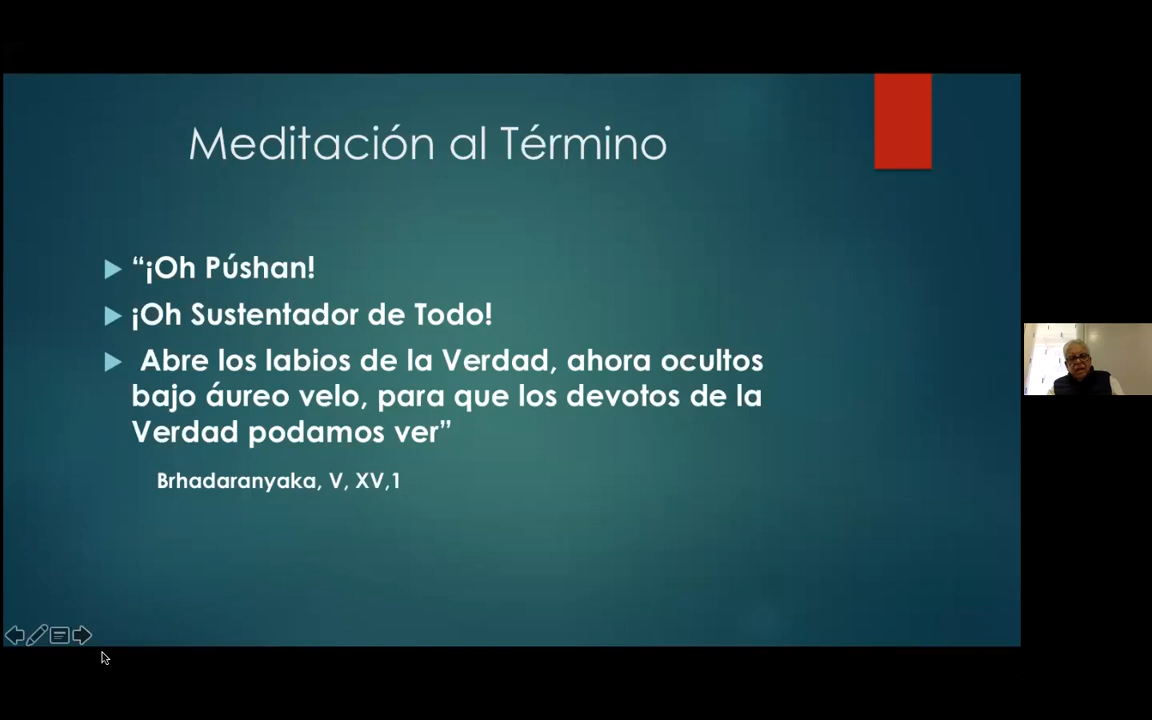 Meditación al Término
“¡Oh Púshan!
¡Oh Sustentador de Todo!
Abre los labios de la Verdad, ahora ocultos
bajo áureo velo, para que los devotos de la
Verdad podamos ver”
Brhadaranyaka, V, XV,1